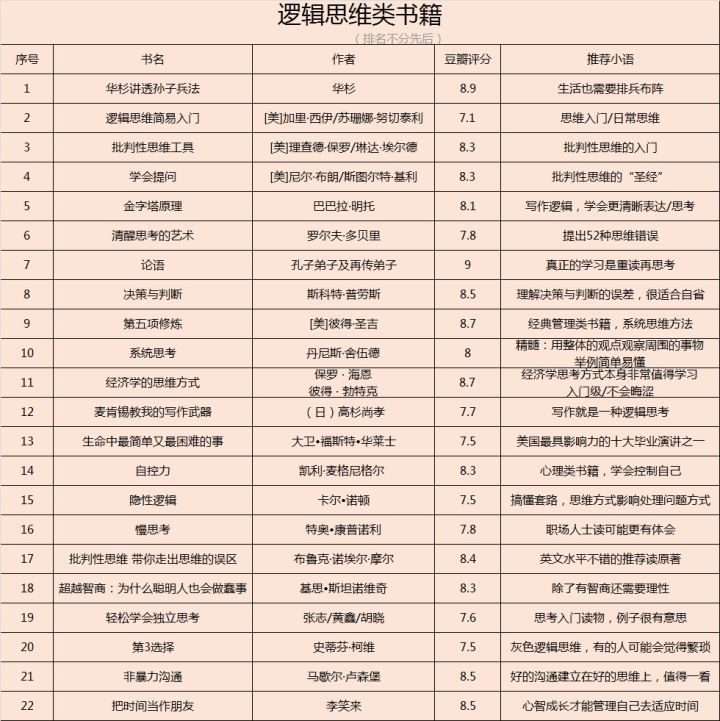 逻辑思维类书籍
（ 排名不分先后 ）
序号 书名 作者 豆瓣评分 推荐小语
1 华杉讲透孙子兵法 华杉 8.9 生活也需要排兵布阵
2 逻辑思维简易入门 [美]加里·西伊/苏珊娜·努切泰利 7.1 思维入门/日常思维
3 批判性思维工具 [美]理查德·保罗/琳达·埃尔德 8.3 批判性思维的入门
4 学会提问 [美]尼尔·布朗/斯图尔特·基利 8.3 批判性思维的“圣经”
5 金字塔原理 巴巴拉·明托 8.1 写作逻辑，学会更清晰表达/思考
6 清醒思考的艺术 罗尔夫·多贝里 7.8 提出52种思维错误
7 论语 孔子弟子及再传弟子 9 真正的学习是重读再思考
8 决策与判断 斯科特·普劳斯 8.5 理解决策与判断的误差，很适合自省
9 第五项修炼 [美]彼得·圣吉 8.7 经典管理类书籍，系统思维方法
10 系统思考 丹尼斯·舍伍德 8 精髓：用整体的观点观察周围的事物
举例简单易懂
11 经济学的思维方式 保罗 · 海恩 8.7 经济学思考方式本身非常值得学习
彼得 · 勃特克 入门级/不会晦涩
12 麦肯锡教我的写作武器 （日）高杉尚孝 7.7 写作就是一种逻辑思考
13 生命中最简单又最困难的事 大卫•福斯特•华莱士 7.5 美国最具影响力的十大毕业演讲之一
14 自控力 凯利·麦格尼格尔 8.3 心理类书籍，学会控制自己
15 隐性逻辑 卡尔•诺顿 7.5 搞懂套路，思维方式影响处理问题方式
16 慢思考 特奥•康普诺利 7.8 职场人士读可能更有体会
17 批判性思维 带你走出思维的误区 布鲁克·诺埃尔·摩尔 8.4 英文水平不错的推荐读原著
18 超越智商：为什么聪明人也会做蠢事 基思•斯坦诺维奇 8.3 除了有智商还需要理性
19 轻松学会独立思考 张志/黄鑫/胡晓 7.6 思考入门读物，例子很有意思
20 第3选择 史蒂芬·柯维 7.5 灰色逻辑思维，有的人可能会觉得繁琐
21 非暴力沟通 马歇尔·卢森堡 8.5 好的沟通建立在好的思维上，值得一看
22 把时间当作朋友 李笑来 8.5 心智成长才能管理自己去适应时间